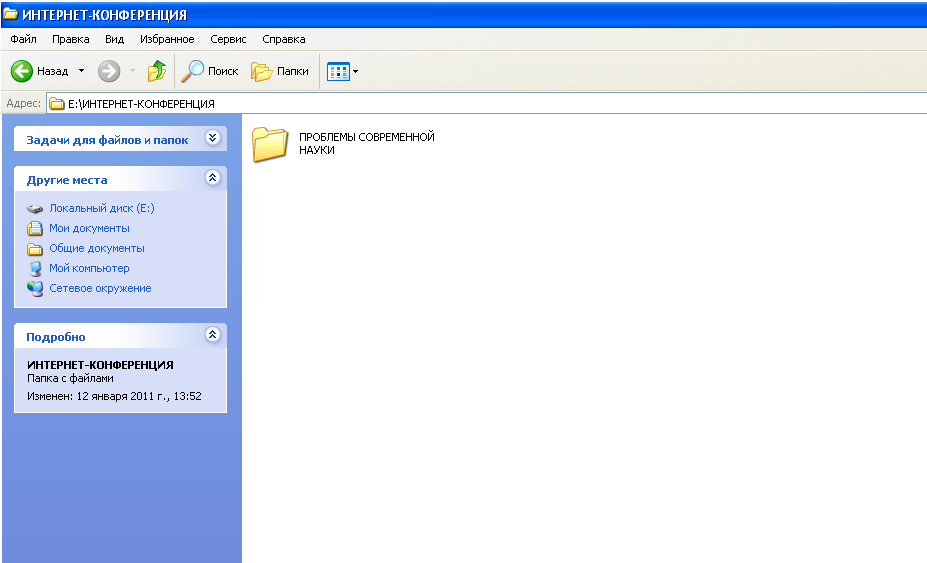 ИНТЕРНЕТ-КОНФЕРЕНЦИЯ
Файл Правка Вид Избранное Сервис Справка
Назад Поиск Папки
Адрес: E:\ИНТЕРНЕТ-КОНФЕРЕНЦИЯ
Задачи для файлов и папок
Другие места
Локальный диск (E:)
Мои документы
Общие документы
Мой компьютер
Сетевое окружение
Подробно
ИНТЕРНЕТ-КОНФЕРЕНЦИЯ
Папка с файлами
Изменен: 12 января 2011 г., 13:52
ПРОБЛЕМЫ СОВРЕМЕННОЙ
НАУКИ